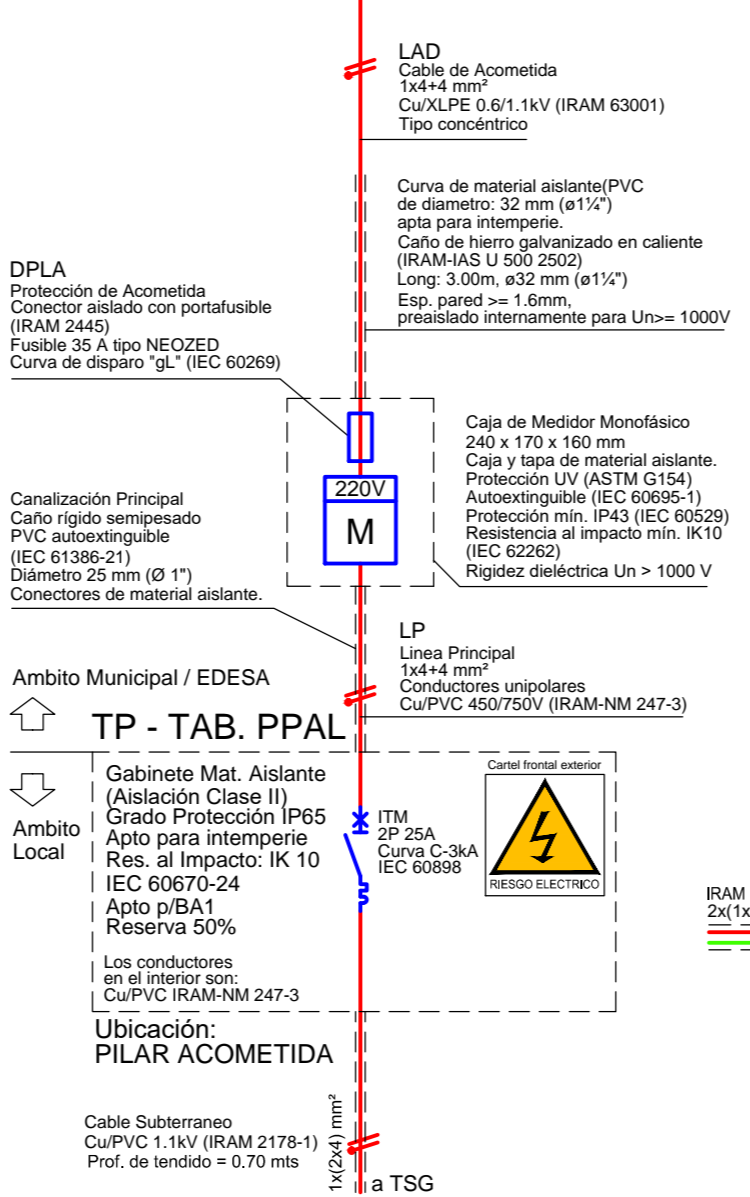 LAD
Cable de Acometida
1x4+4 mm²
Cu/XLPE 0.6/1.1kV (IRAM 63001)
Tipo concéntrico
Curva de material aislante(PVC
de diametro: 32 mm (ø1¼")
apta para intemperie.
Caño de hierro galvanizado en caliente
(IRAM-IAS U 500 2502)
Long: 3.00m, ø32 mm (ø1¼")
Esp. pared >= 1.6mm,
preaislado internamente para Un>= 1000V
DPLA
Protección de Acometida
Conector aislado con portafusible
(IRAM 2445)
Fusible 35 A tipo NEOZED
Curva de disparo "gL" (IEC 60269)
220V
M
Caja de Medidor Monofásico
240 x 170 x 160 mm
Caja y tapa de material aislante.
Protección UV (ASTM G154)
Autoextinguible (IEC 60695-1)
Protección mín. IP43 (IEC 60529)
Resistencia al impacto mín. IK10
(IEC 62262)
Rigidez dieléctrica Un > 1000 V
Canalización Principal
Caño rígido semipesado
PVC autoextinguible
(IEC 61386-21)
Diámetro 25 mm (Ø 1")
Conectores de material aislante.
LP
Linea Principal
1x4+4 mm²
Conductores unipolares
Cu/PVC 450/750V (IRAM-NM 247-3)
Ambito Municipal / EDESA
TP - TAB. PPAL
Ambito
Local
Gabinete Mat. Aislante
(Aislación Clase II)
Grado Protección IP65
Apto para intemperie
Res. al Impacto: IK 10
IEC 60670-24
Apto p/BA1
Reserva 50%
Los conductores
en el interior son:
Cu/PVC IRAM-NM 247-3
ITM
2P 25A
Curva C-3kA
IEC 60898
Cartel frontal exterior
RIESGO ELECTRICO
IRAM
2x(1x
Ubicación:
PILAR ACOMETIDA
Cable Subterraneo
Cu/PVC 1.1kV (IRAM 2178-1)
Prof. de tendido = 0.70 mts
1x(2x4) mm²
a TSG